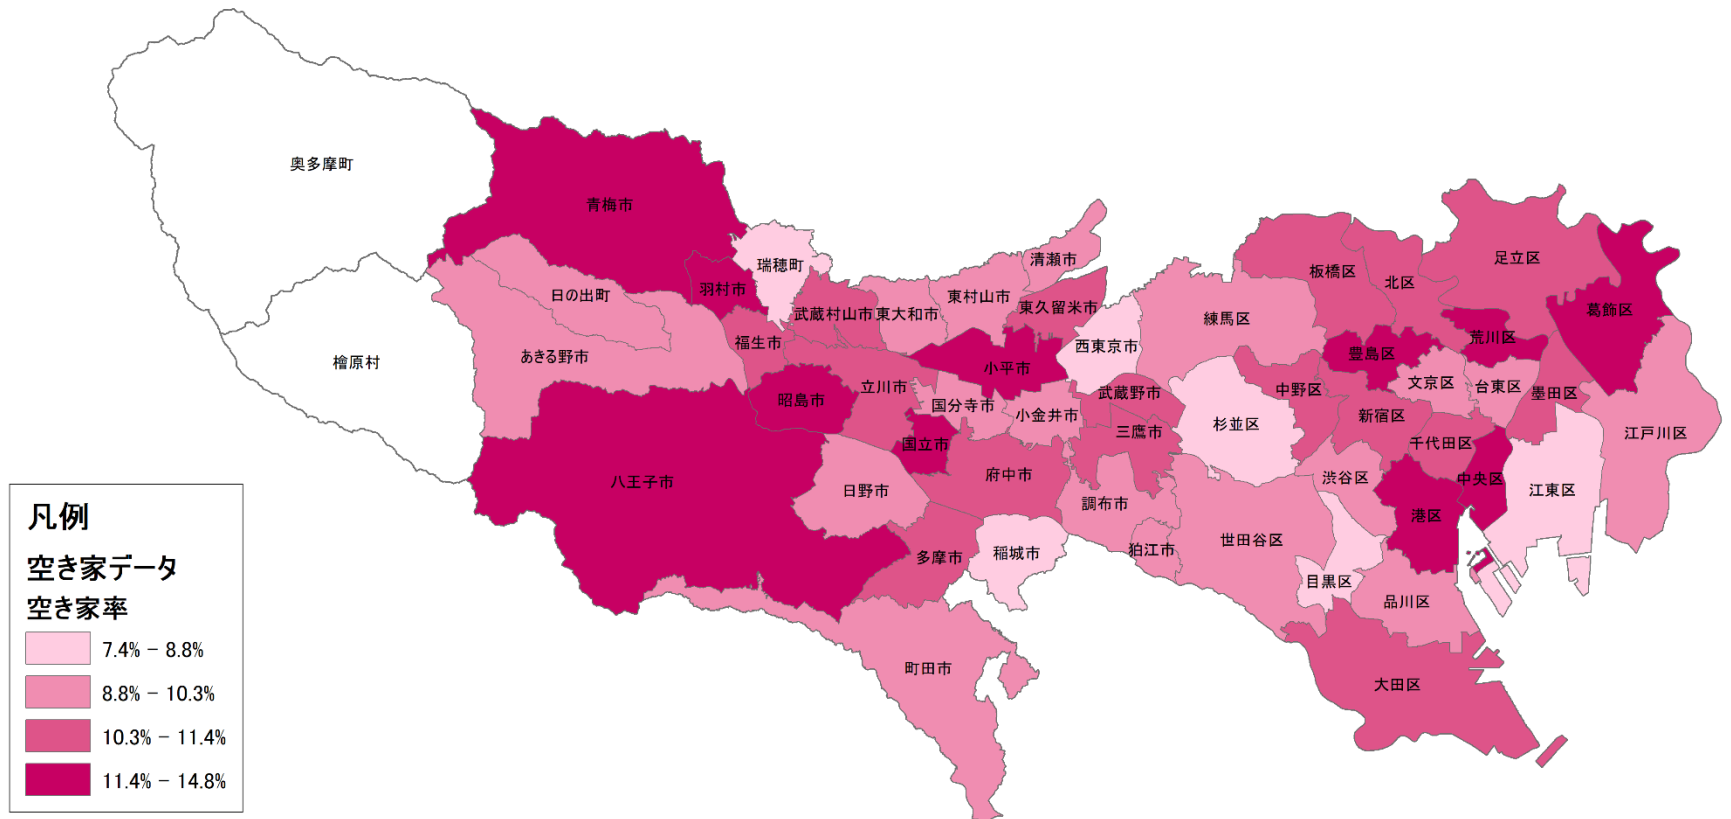 奥多摩町
青梅市
檜原村
日の出町
あきる野市
羽村市
瑞穂町
福生市
武蔵村山市
東大和市
東村山市
清瀬市
東久留米市
西東京市
小平市
昭島市
立川市
国分寺市
小金井市
武蔵野市
三鷹市
国立市
府中市
八王子市
日野市
多摩市
稲城市
調布市
狛江市
町田市
練馬区
板橋区
北区
足立区
葛飾区
荒川区
豊島区
文京区
台東区
墨田区
江戸川区
中野区
杉並区
新宿区
千代田区
中央区
江東区
渋谷区
港区
世田谷区
目黒区
品川区
大田区
凡例
空き家データ
空き家率
7.4% - 8.8%
8.8% - 10.3%
10.3% - 11.4%
11.4% - 14.8%